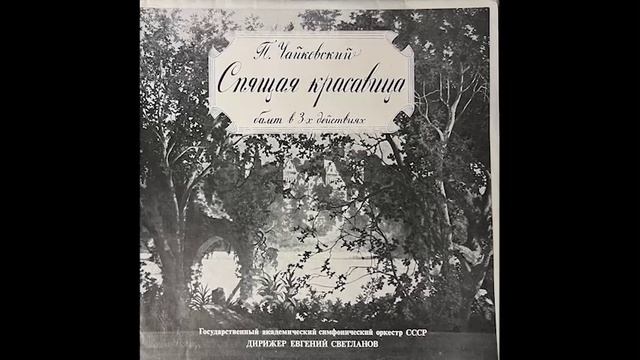 П. Чайковский
Спящая красавица
балет в 3-х действиях
Государственный академический симфонический оркестр СССР
ДИРИЖЕР ЕВГЕНИЙ СВЕТЛАНОВ